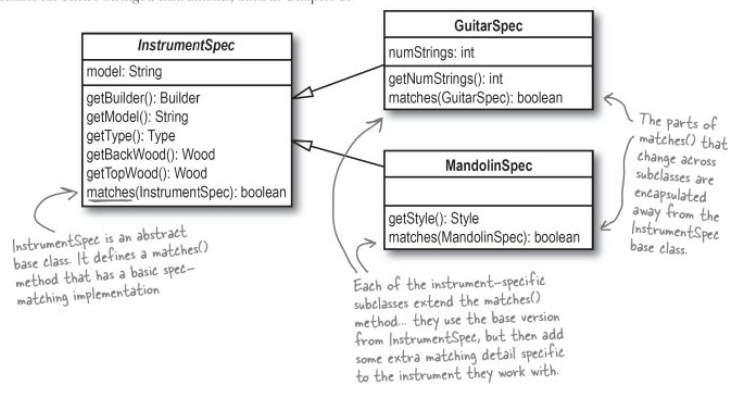 InstrumentSpec
model: String
getBuilder(): Builder
getModel(): String
getType(): Type
getBackWood(): Wood
getTopWood(): Wood
matches(InstrumentSpec): boolean
GuitarSpec
numStrings: int
getNumStrings(): int
matches(GuitarSpec): boolean
MandolinSpec
getStyle(): Style
matches(MandolinSpec): boolean
The parts of
matches() that
change across
subclasses are
encapsulated
away from the
InstrumentSpec
base class.
InstrumentSpec is an abstract
base class. It defines a matches()
method that has a basic spec-
matching implementation
Each of the instrument-specific
subclasses extend the matches()
method... they use the base version
from InstrumentSpec, but then add
some extra matching detail specific
to the instrument they work with.